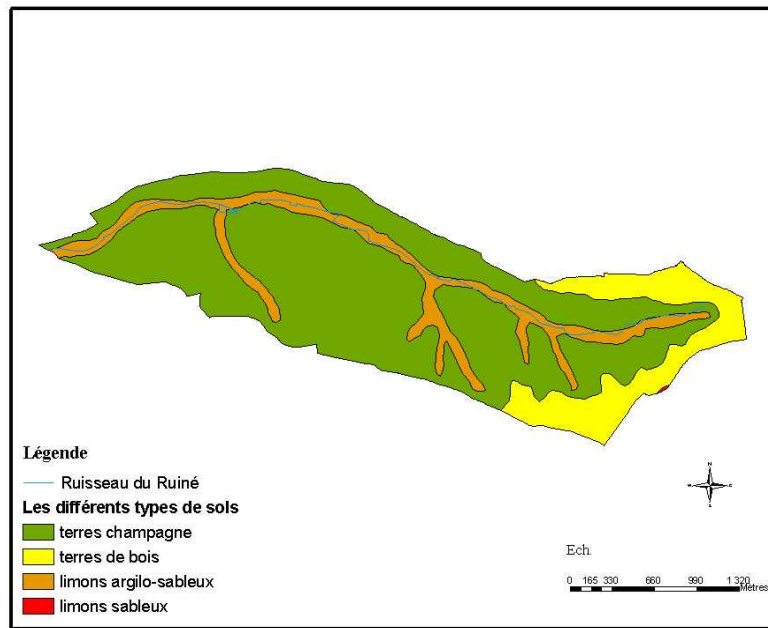 Légende
Ruisseau du Ruiné
Les différents types de sols
terres champagne
terres de bois
limons argilo-sableux
limons sableux
N
Ech
0 165 330 660 990 1 320
Mètres